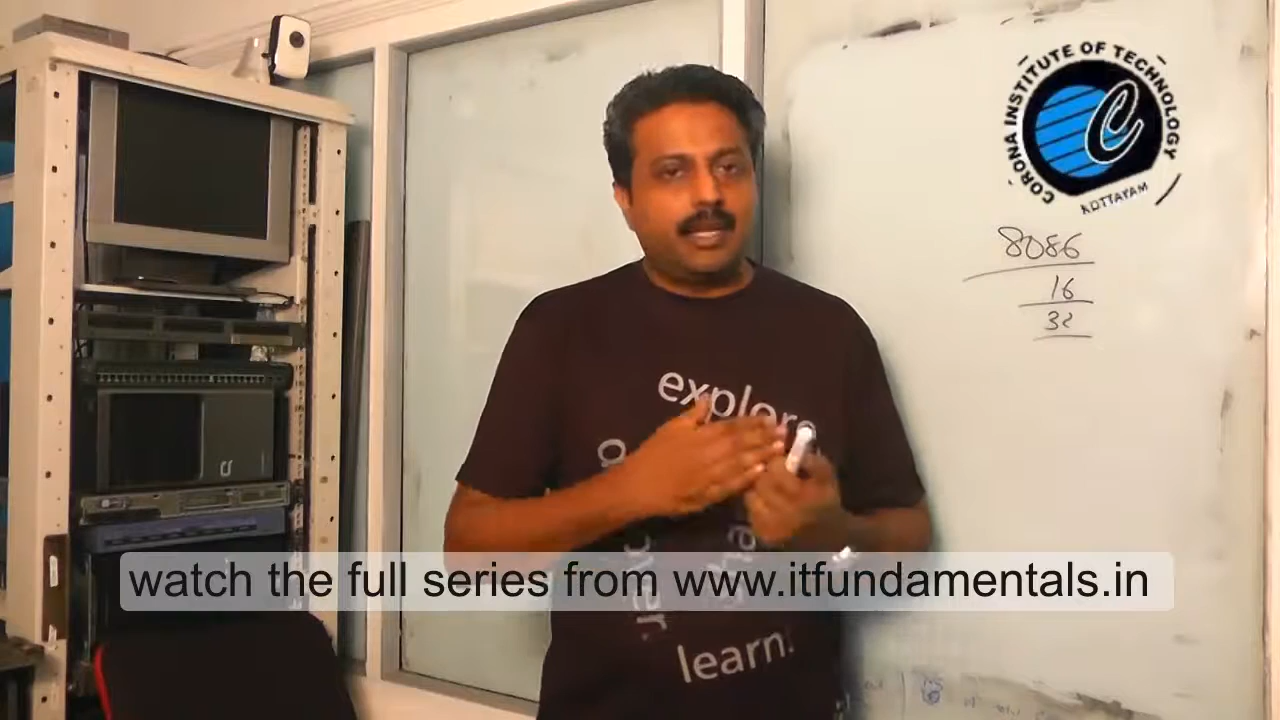 CORONA INSTITUTE OF TECHNOLOGY
C
KOTTAYAM
8086
16
32
explore
learn.
watch the full series from www.itfundamentals.in